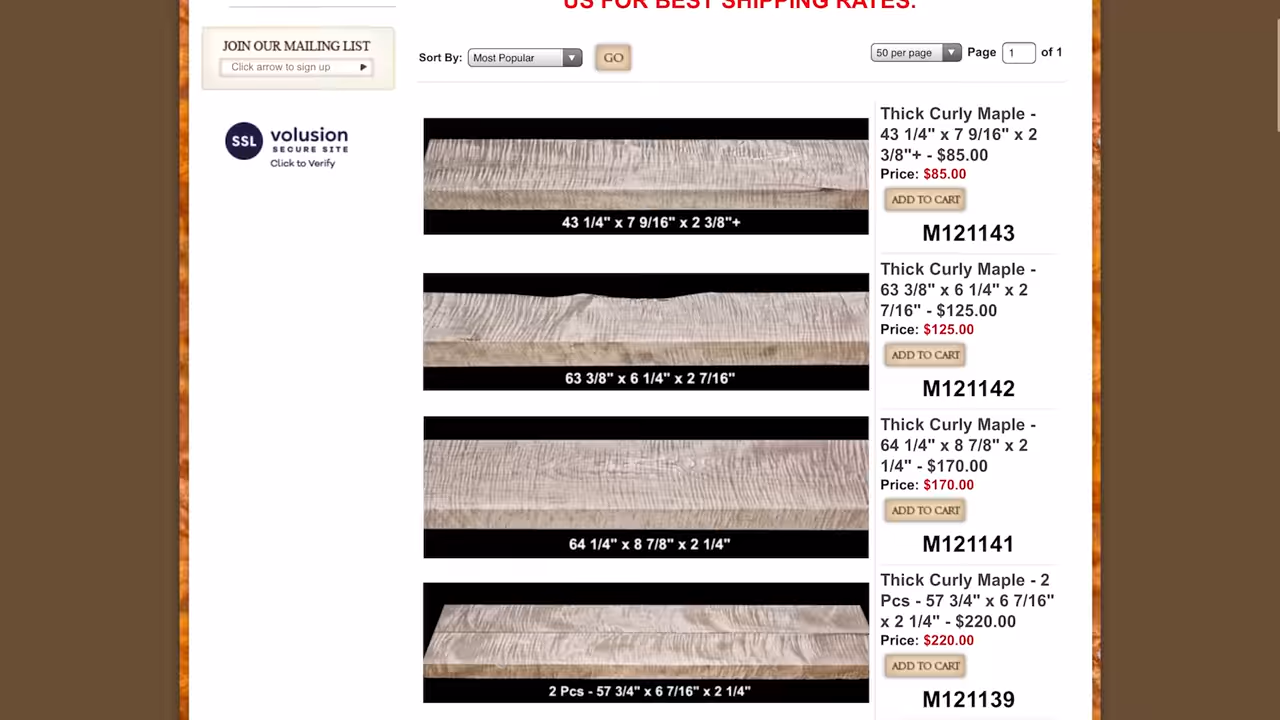 US FOR BEST SHIPPING RATES.
JOIN OUR MAILING LIST
Click arrow to sign up
Sort By: Most Popular GO
50 per page Page 1 of 1
SSL volusion
SECURE SITE
Click to Verify
43 1/4" x 7 9/16" x 2 3/8"+
Thick Curly Maple -
43 1/4" x 7 9/16" x 2
3/8"+ - $85.00
Price: $85.00
ADD TO CART
M121143
63 3/8" x 6 1/4" x 2 7/16"
Thick Curly Maple -
63 3/8" x 6 1/4" x 2
7/16" - $125.00
Price: $125.00
ADD TO CART
M121142
64 1/4" x 8 7/8" x 2 1/4"
Thick Curly Maple -
64 1/4" x 8 7/8" x 2
1/4" - $170.00
Price: $170.00
ADD TO CART
M121141
2 Pcs - 57 3/4" x 6 7/16" x 2 1/4"
Thick Curly Maple - 2
Pcs - 57 3/4" x 6 7/16"
x 2 1/4" - $220.00
Price: $220.00
ADD TO CART
M121139